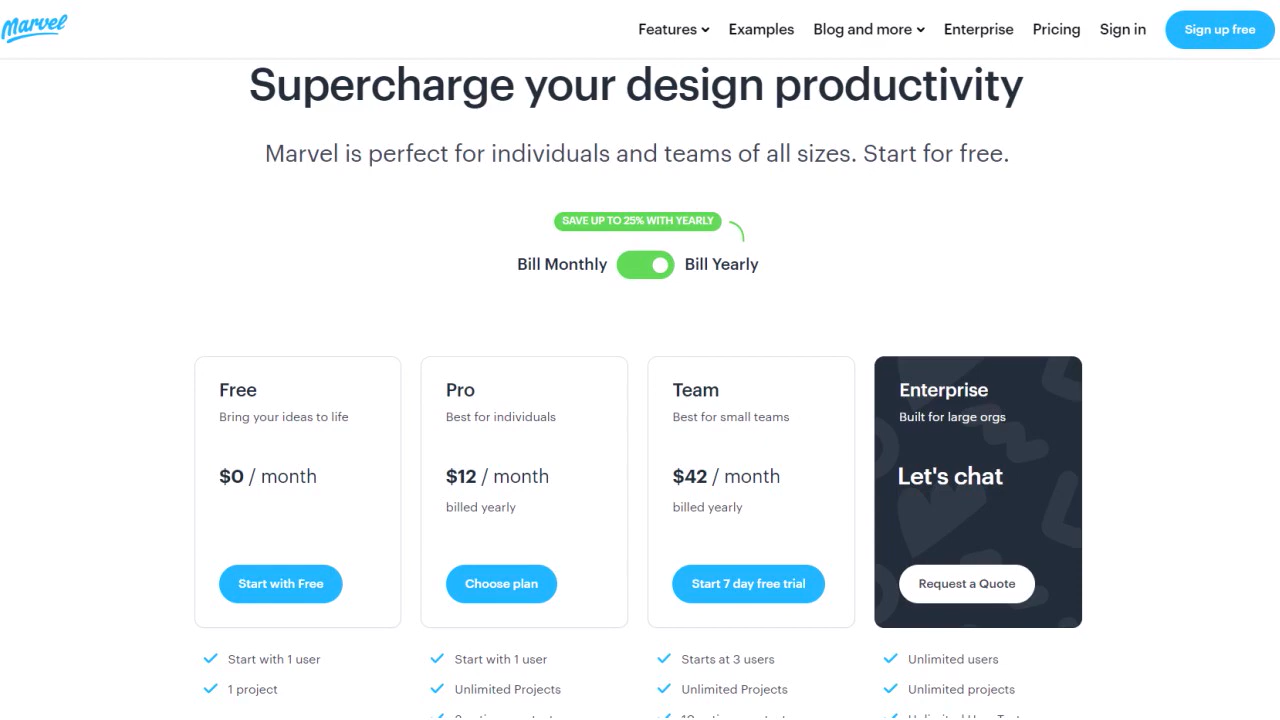 Marvel
Features
Examples
Blog and more
Enterprise
Pricing
Sign in
Sign up free
Supercharge your design productivity
Marvel is perfect for individuals and teams of all sizes. Start for free.
SAVE UP TO 25% WITH YEARLY
Bill Monthly
Bill Yearly
Free
Bring your ideas to life
$0 / month
Start with Free
Start with 1 user
1 project
Pro
Best for individuals
$12 / month
billed yearly
Choose plan
Start with 1 user
Unlimited Projects
Team
Best for small teams
$42 / month
billed yearly
Start 7 day free trial
Starts at 3 users
Unlimited Projects
Enterprise
Built for large orgs
Let's chat
Request a Quote
Unlimited users
Unlimited projects